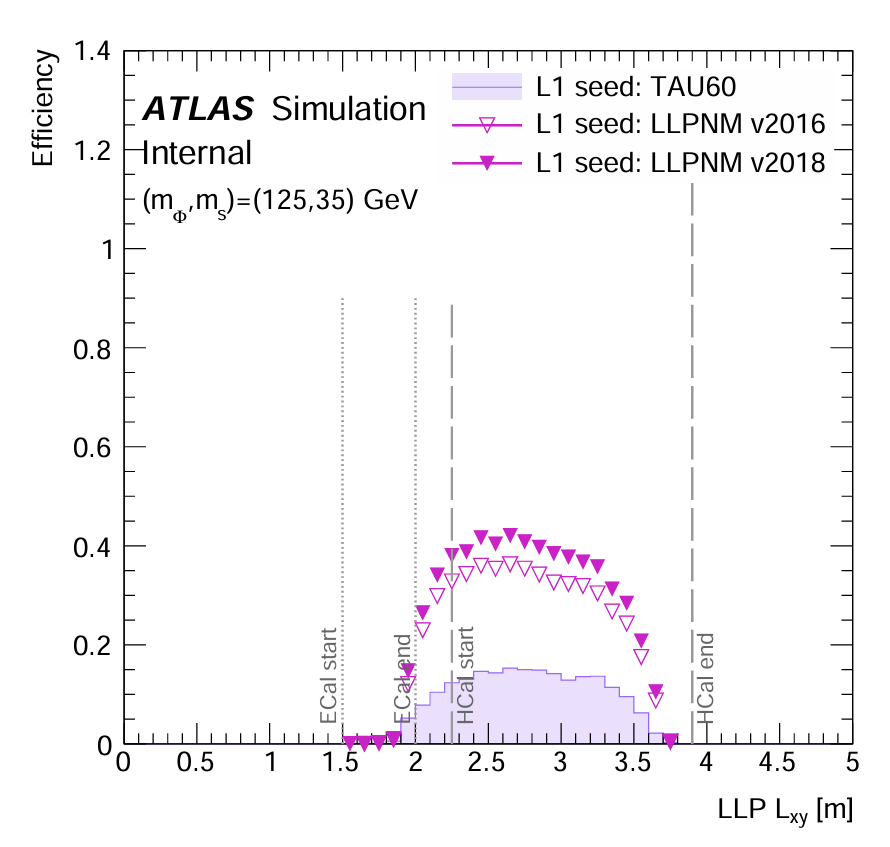 1.4
1.2
1
0.8
0.6
0.4
0.2
0
Efficiency
ATLAS Simulation
Internal
(mΦ,ms)=(125,35) GeV
L1 seed: TAU60
L1 seed: LLPNM v2016
L1 seed: LLPNM v2018
ECal start
ECal end
HCal start
HCal end
0 0.5 1 1.5 2 2.5 3 3.5 4 4.5 5
LLP Lxy [m]